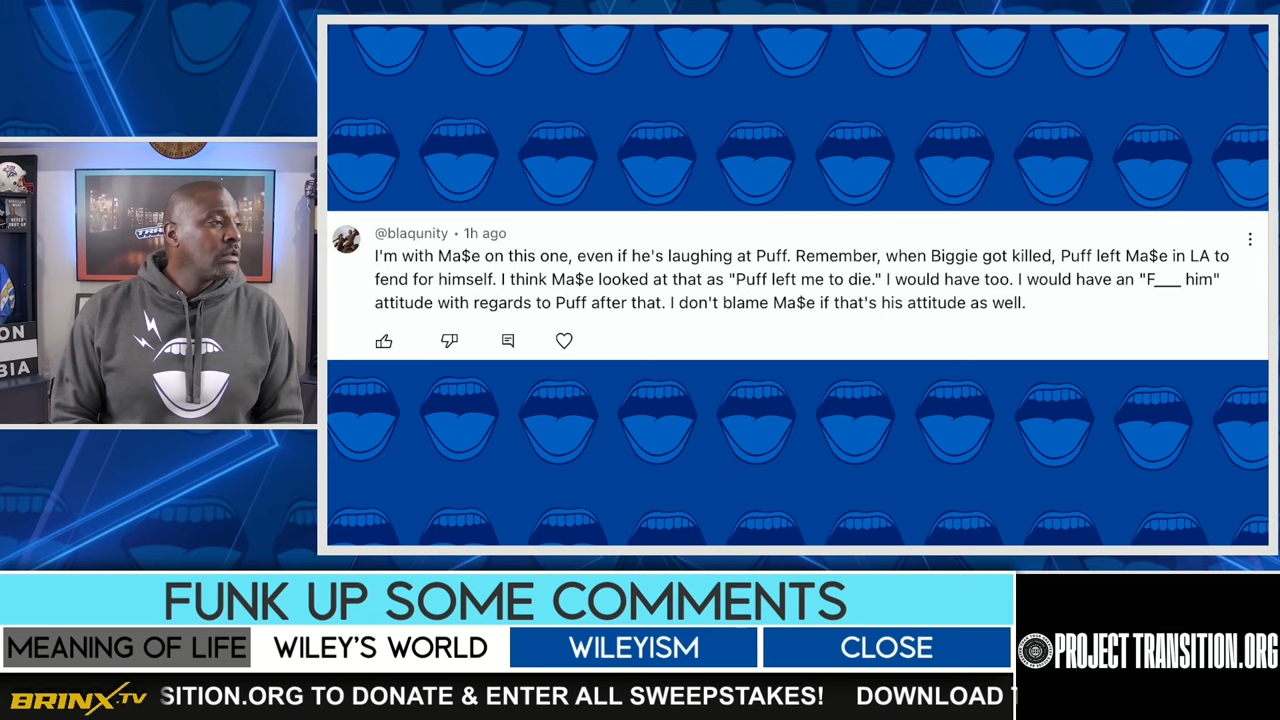 @blaqunity • 1h ago
I'm with Ma$e on this one, even if he's laughing at Puff. Remember, when Biggie got killed, Puff left Ma$e in LA to
fend for himself. I think Ma$e looked at that as "Puff left me to die." I would have too. I would have an "F___ him"
attitude with regards to Puff after that. I don't blame Ma$e if that's his attitude as well.
ON
BIA
FUNK UP SOME COMMENTS
MEANING OF LIFE
WILEY'S WORLD
WILEYISM
CLOSE
PROJECT TRANSITION.ORG
BRINX.TV
SITION.ORG TO DONATE & ENTER ALL SWEEPSTAKES! DOWNLOAD